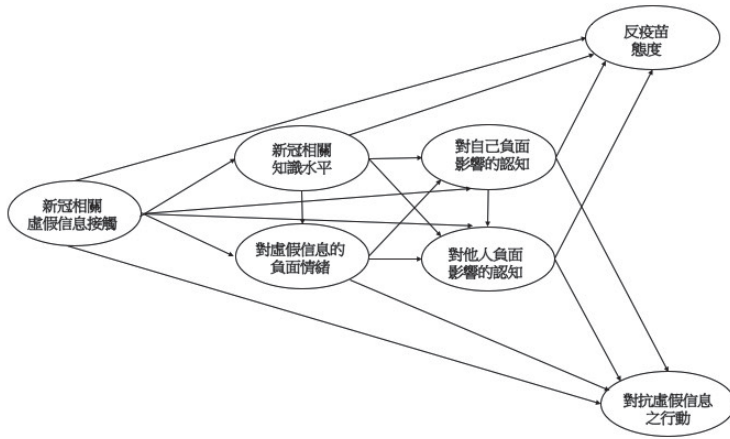 反疫苗
態度
新冠相關
知識水平
對自己負面
影響的認知
新冠相關
虛假信息接觸
對虛假信息的
負面情緒
對他人負面
影響的認知
對抗虛假信息
之行動